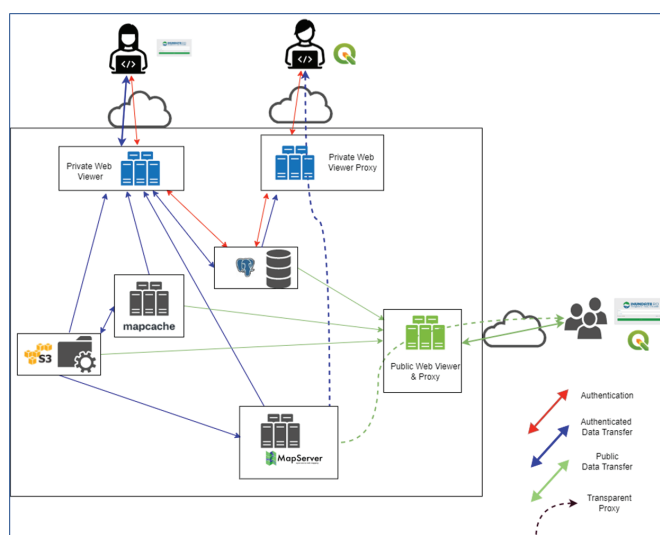 Private Web
Viewer
Private Web
Viewer Proxy
mapcache
S3
Public Web Viewer
& Proxy
MapServer
Authentication
Authenticated
Data Transfer
Public
Data Transfer
Transparent
Proxy